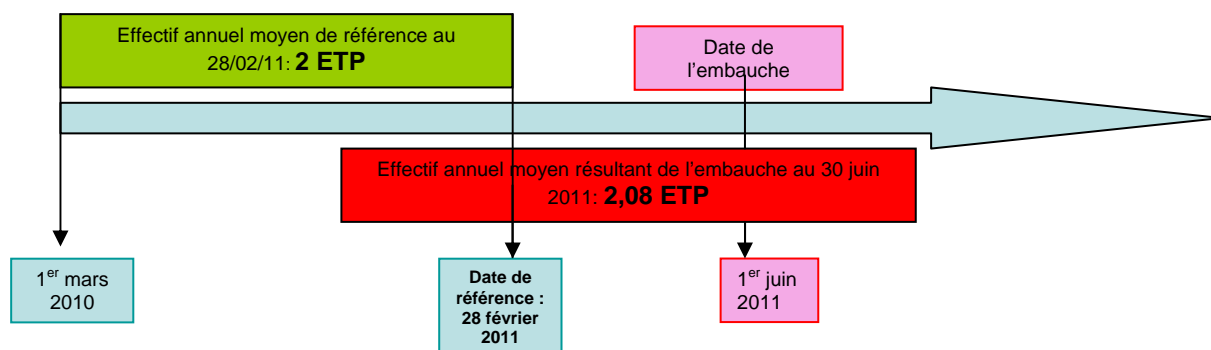 Effectif annuel moyen de référence au
28/02/11: 2 ETP
Date de
l'embauche
Effectif annuel moyen résultant de l'embauche au 30 juin
2011: 2,08 ETP
1er mars
2010
Date de
référence :
28 février
2011
1er juin
2011